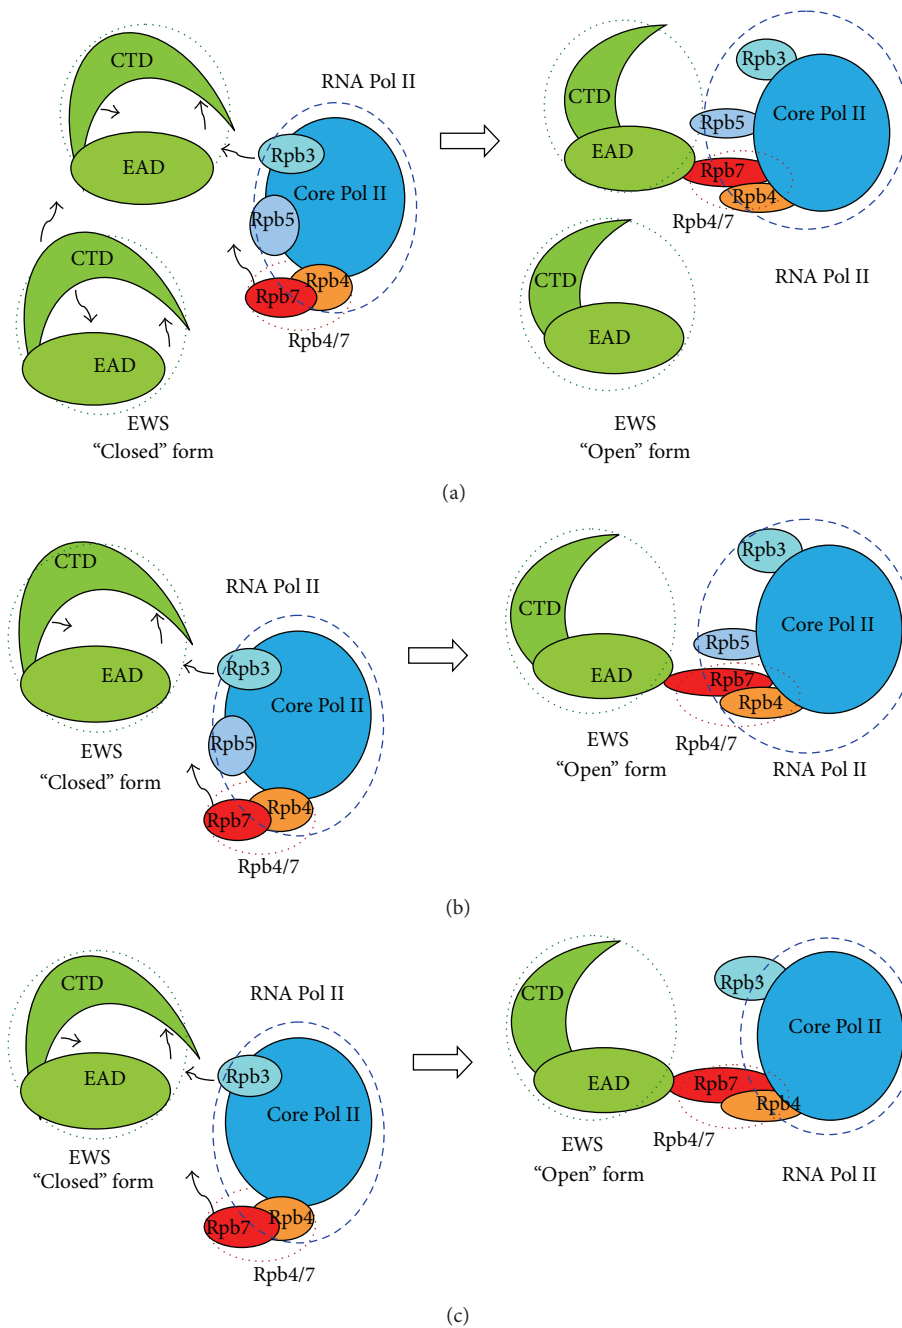 CTD
EAD
CTD
EAD
EWS
“Closed” form
RNA Pol II
Rpb3
Core Pol II
Rpb5
Rpb7
Rpb4
Rpb4/7
CTD
EAD
Rpb3
Core Pol II
Rpb5
Rpb7
Rpb4
Rpb4/7
RNA Pol II
CTD
EAD
EWS
“Open” form
(a)
CTD
EAD
EWS
“Closed” form
RNA Pol II
Rpb3
Core Pol II
Rpb5
Rpb7
Rpb4
Rpb4/7
CTD
EAD
EWS
“Open” form
Rpb3
Core Pol II
Rpb5
Rpb7
Rpb4
Rpb4/7
RNA Pol II
(b)
CTD
EAD
EWS
“Closed” form
RNA Pol II
Rpb3
Core Pol II
Rpb7
Rpb4
Rpb4/7
CTD
EAD
EWS
“Open” form
Rpb3
Core Pol II
Rpb7
Rpb4
Rpb4/7
RNA Pol II
(c)